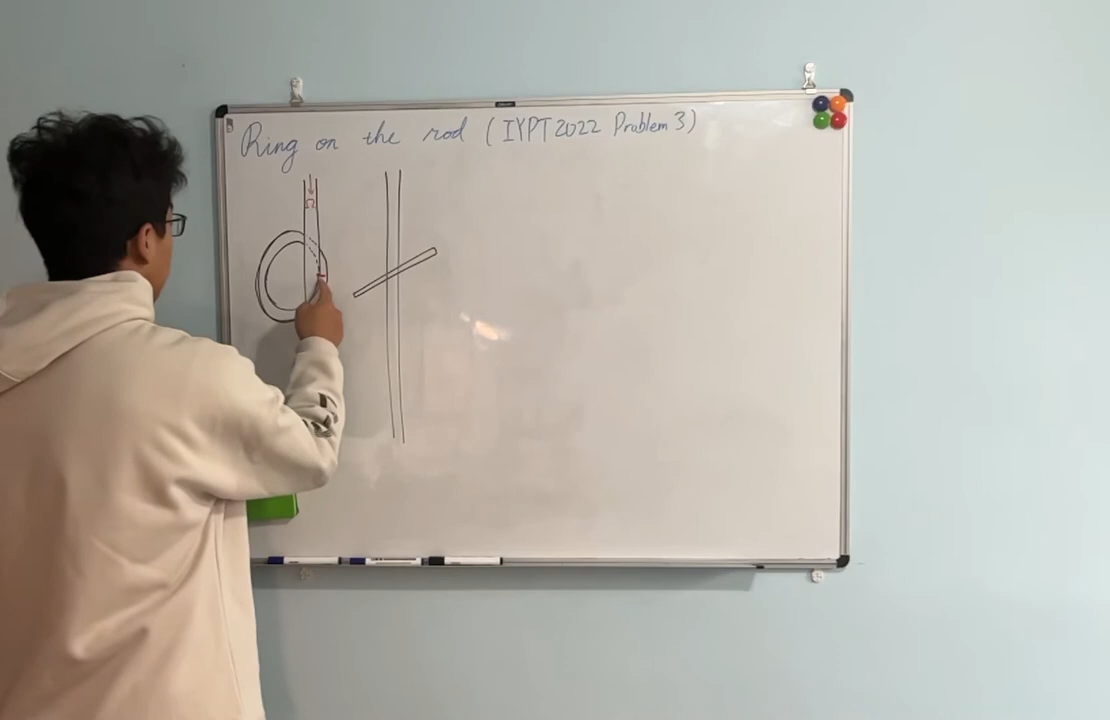 Ring on the rod (IYPT 2022 Problem 3)
Ω